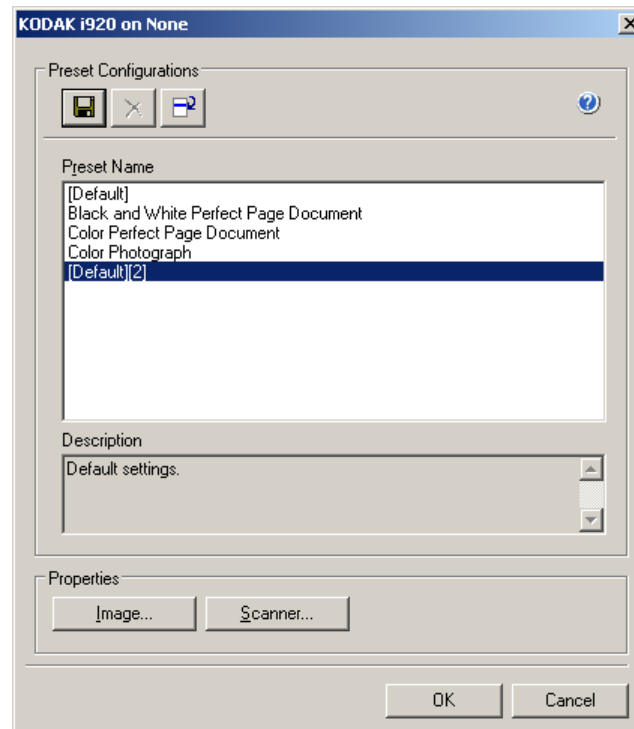 KODAK i920 on None
Preset Configurations
Preset Name
[Default]
Black and White Perfect Page Document
Color Perfect Page Document
Color Photograph
[Default][2]
Description
Default settings.
Properties
Image...
Scanner...
OK
Cancel